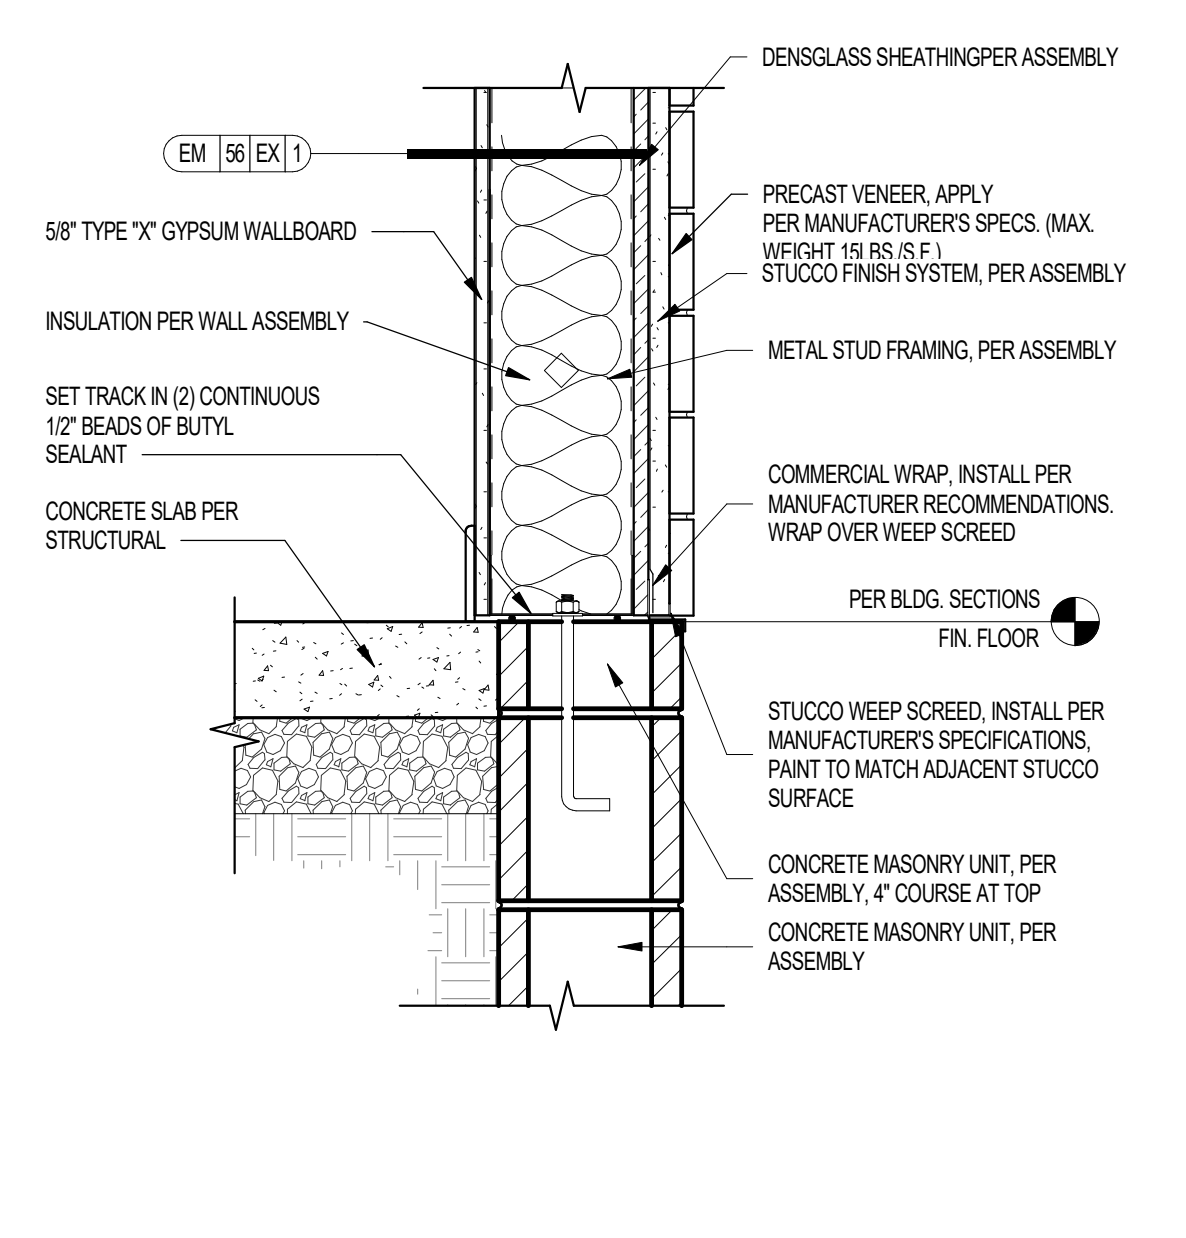 DENSGLASS SHEATHINGPER ASSEMBLY
EM 56 EX 1
PRECAST VENEER, APPLY
PER MANUFACTURER'S SPECS. (MAX.
WEIGHT 15LBS./S.F.)
5/8" TYPE "X" GYPSUM WALLBOARD
STUCCO FINISH SYSTEM, PER ASSEMBLY
INSULATION PER WALL ASSEMBLY
METAL STUD FRAMING, PER ASSEMBLY
SET TRACK IN (2) CONTINUOUS
1/2" BEADS OF BUTYL
SEALANT
COMMERCIAL WRAP, INSTALL PER
MANUFACTURER RECOMMENDATIONS.
WRAP OVER WEEP SCREED
CONCRETE SLAB PER
STRUCTURAL
PER BLDG. SECTIONS
FIN. FLOOR
STUCCO WEEP SCREED, INSTALL PER
MANUFACTURER'S SPECIFICATIONS,
PAINT TO MATCH ADJACENT STUCCO
SURFACE
CONCRETE MASONRY UNIT, PER
ASSEMBLY, 4" COURSE AT TOP
CONCRETE MASONRY UNIT, PER
ASSEMBLY